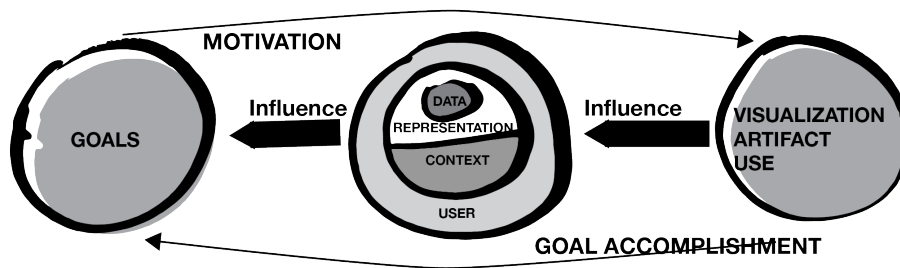 MOTIVATION
GOALS
Influence
DATA
REPRESENTATION
CONTEXT
USER
Influence
VISUALIZATION
ARTIFACT
USE
GOAL ACCOMPLISHMENT